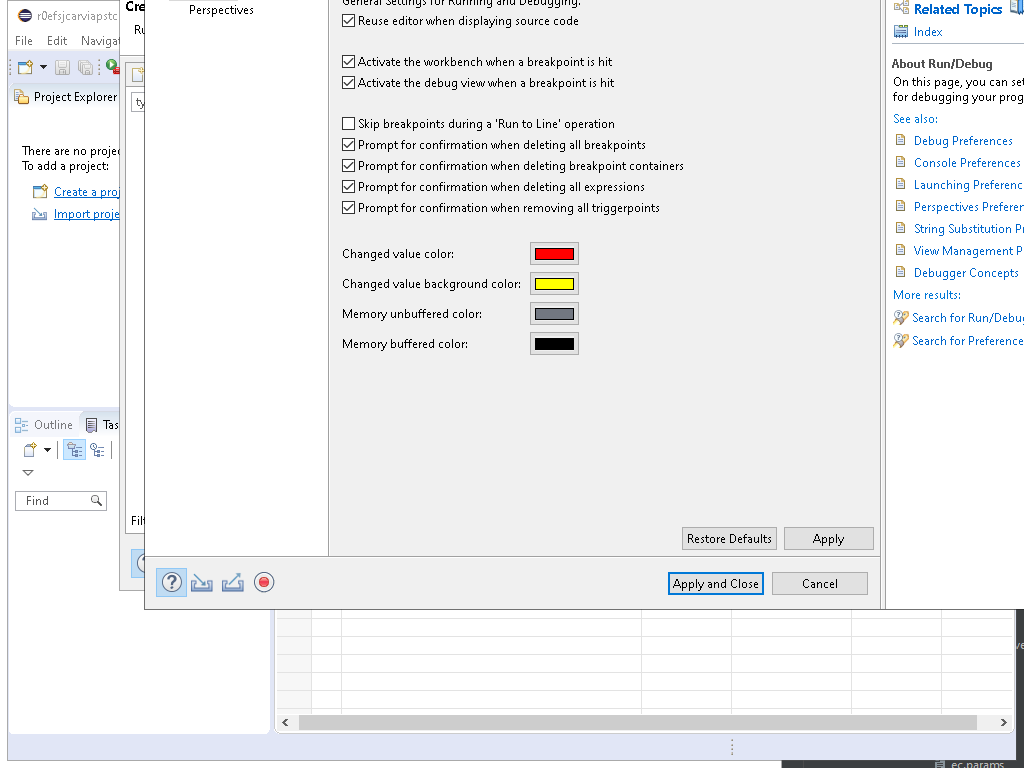 r0efsjcarviapstc
File Edit Naviga
Project Explorer
There are no projec
To add a project:
Create a proj
Import proje
Outline
Tas
Find
Cre
Ru
ty
Filt
Perspectives
General Settings for Running and Debugging.
Reuse editor when displaying source code
Activate the workbench when a breakpoint is hit
Activate the debug view when a breakpoint is hit
Skip breakpoints during a 'Run to Line' operation
Prompt for confirmation when deleting all breakpoints
Prompt for confirmation when deleting breakpoint containers
Prompt for confirmation when deleting all expressions
Prompt for confirmation when removing all triggerpoints
Changed value color:
Changed value background color:
Memory unbuffered color:
Memory buffered color:
Restore Defaults
Apply
Apply and Close
Cancel
Related Topics
Index
About Run/Debug
On this page, you can set
for debugging your prog
See also:
Debug Preferences
Console Preferences
Launching Preferenc
Perspectives Preferen
String Substitution Pr
View Management P
Debugger Concepts
More results:
Search for Run/Debug
Search for Preference
ve
ec.params